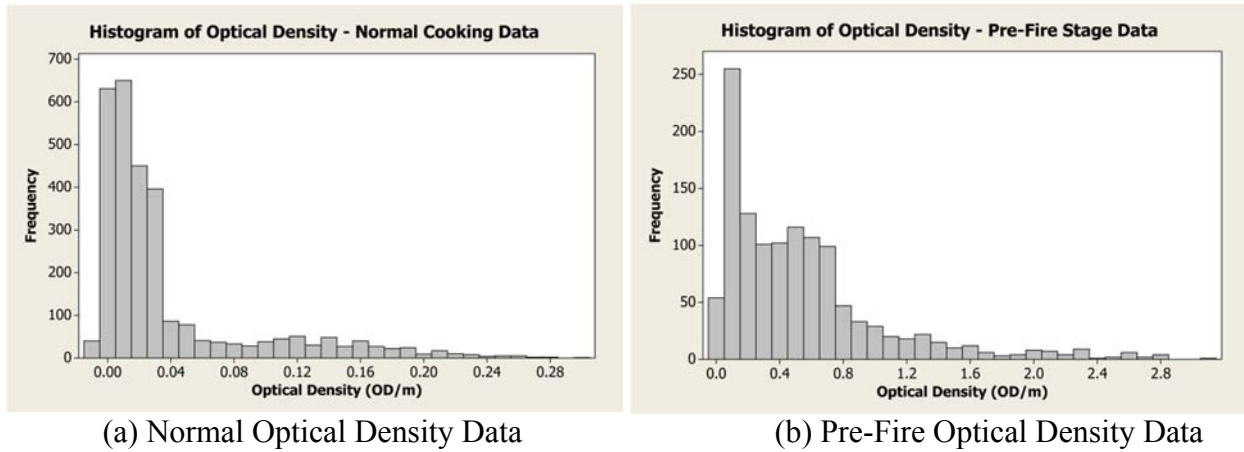 Histogram of Optical Density - Normal Cooking Data
700
600
500
400
300
200
100
0
Frequency
0.00 0.04 0.08 0.12 0.16 0.20 0.24 0.28
Optical Density (OD/m)
(a) Normal Optical Density Data
Histogram of Optical Density - Pre-Fire Stage Data
250
200
150
100
50
0
Frequency
0.0 0.4 0.8 1.2 1.6 2.0 2.4 2.8
Optical Density (OD/m)
(b) Pre-Fire Optical Density Data